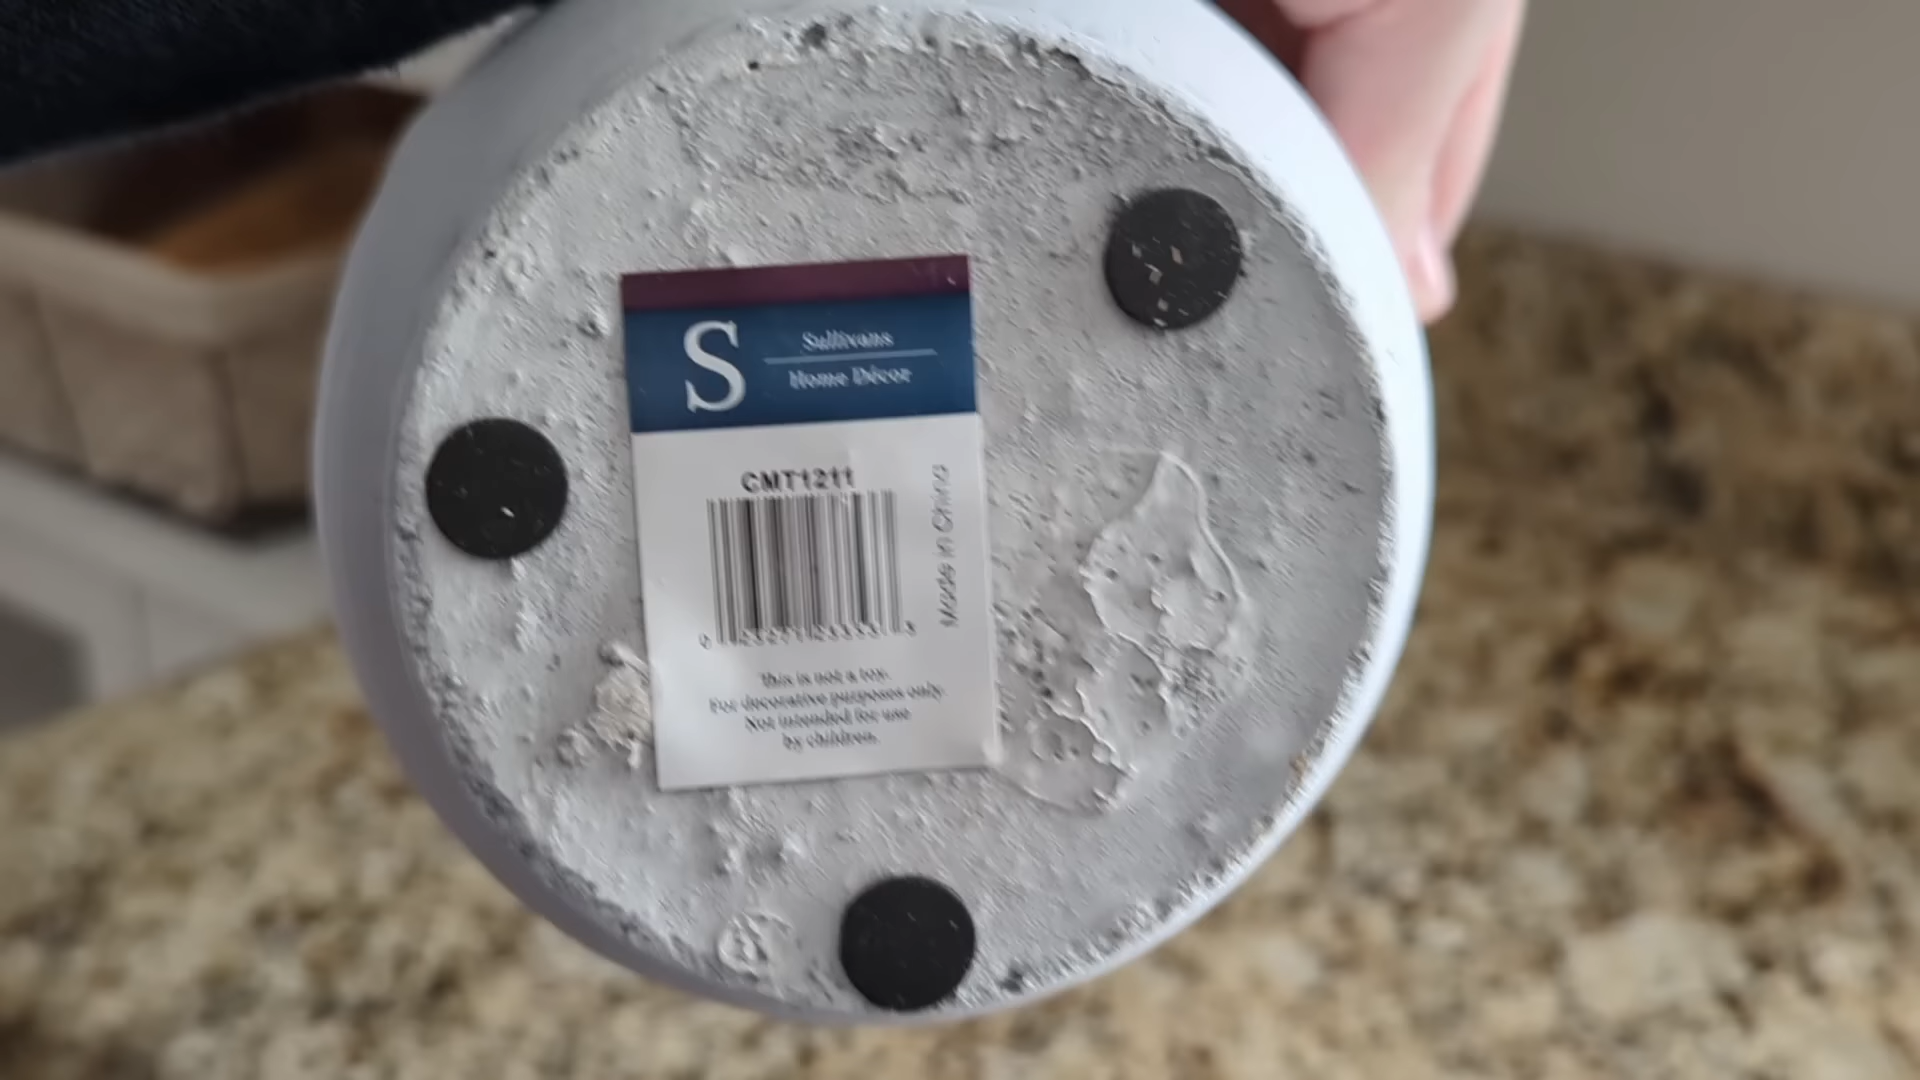 S
Sullivans
Home Décor
CMT1211
Made in China
This is not a toy.
For decorative purposes only.
Not intended for use
by children.